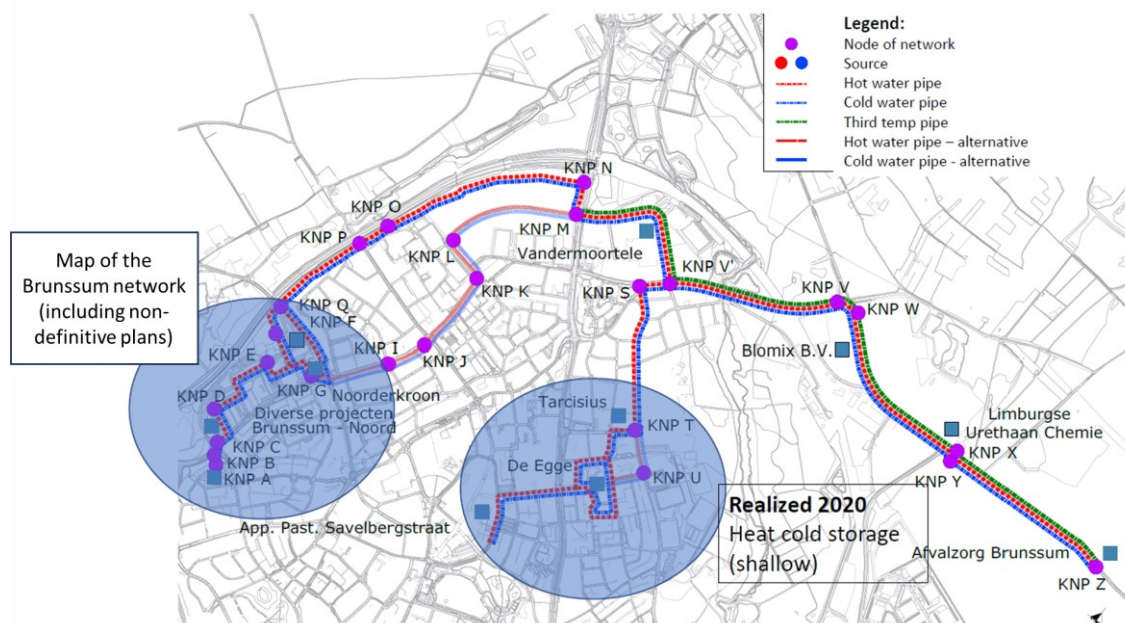 Legend:
Node of network
Source
Hot water pipe
Cold water pipe
Third temp pipe
Hot water pipe – alternative
Cold water pipe - alternative
KNP N
KNP O
KNP P
KNP M
KNP L
Vandermoortele
Map of the
Brunssum network
(including non-
definitive plans)
KNP V'
KNP K
KNP S
KNP V
KNP W
KNP Q
KNP F
KNP I
KNP J
Blomix B.V.
KNP E
KNP G
Noorderkroon
KNP D
Diverse projecten
Brunssum - Noord
Tarcisius
KNP T
Limburgse
Urethaan Chemie
KNP C
KNP B
KNP A
De Egge
KNP U
KNP X
KNP Y
App. Past. Savelbergstraat
Realized 2020
Heat cold storage
(shallow)
Afvalzorg Brunssum
KNP Z